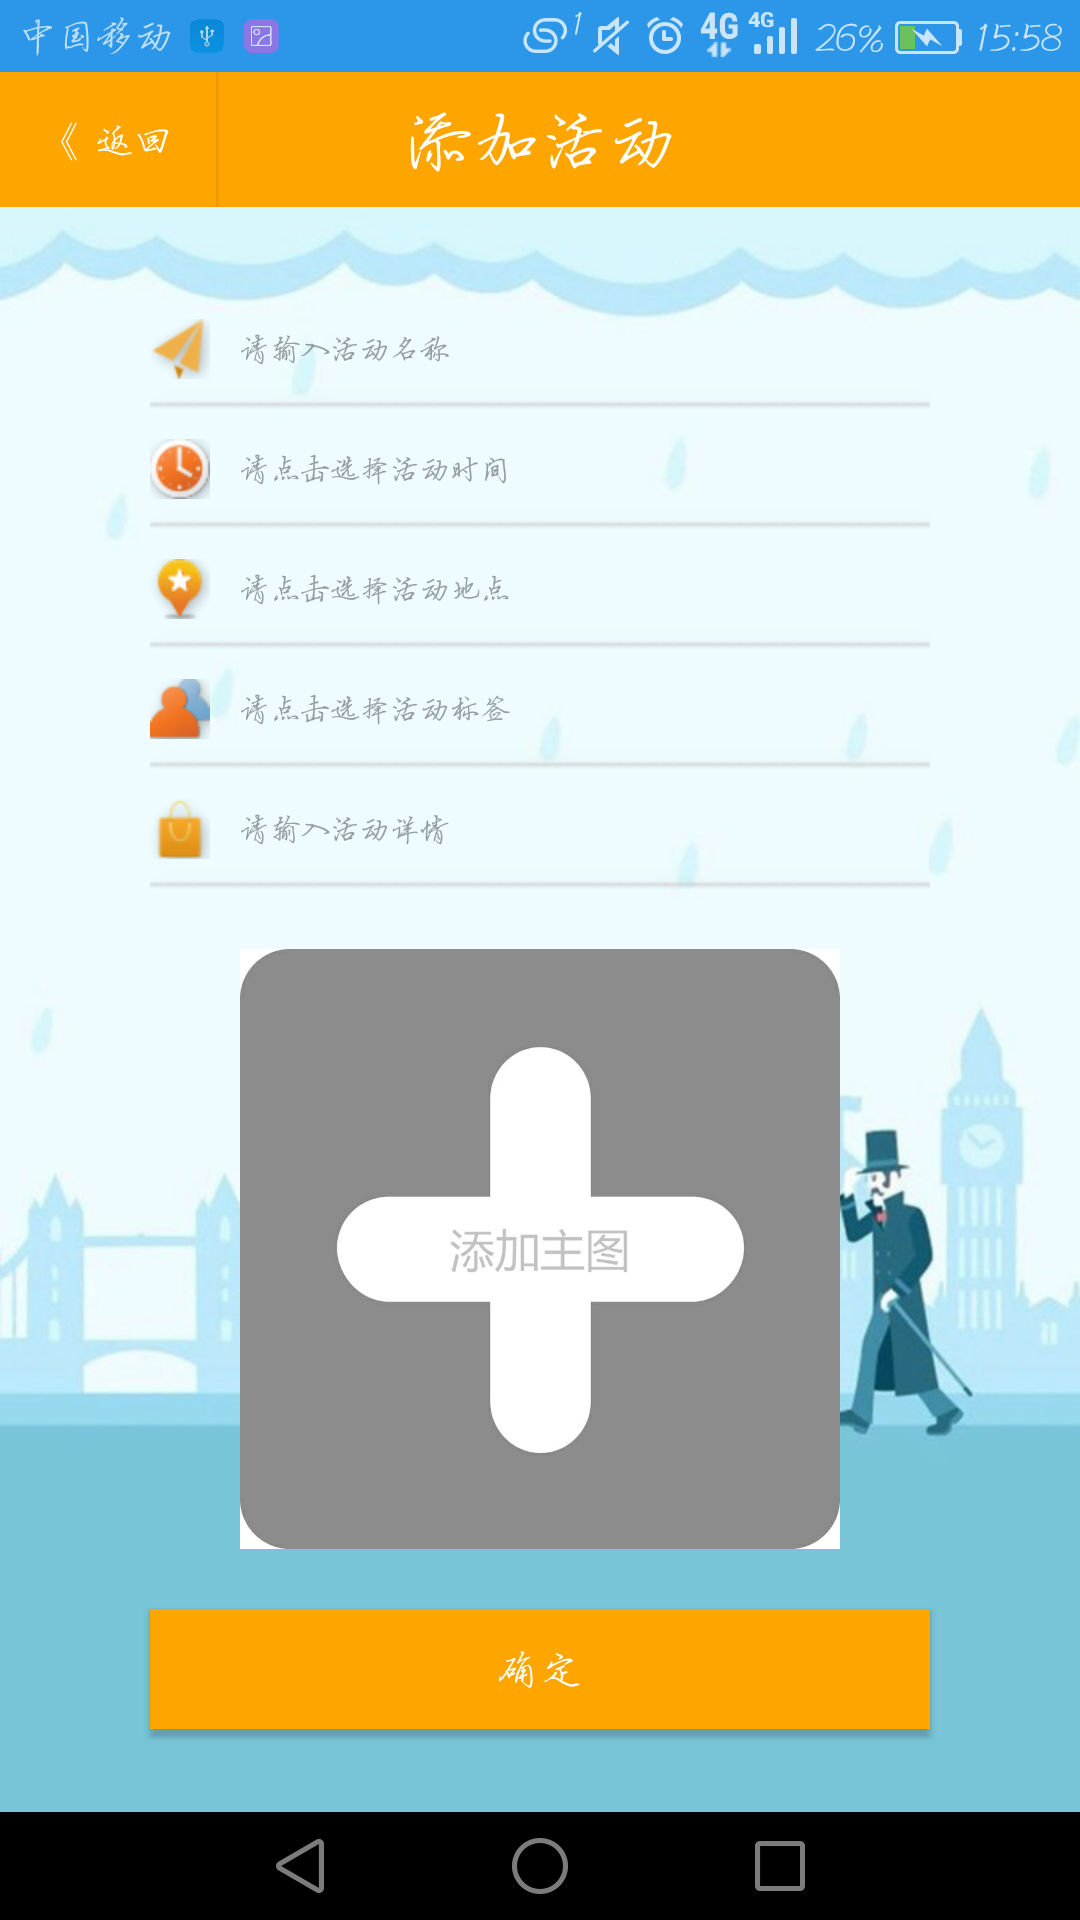 中国移动 1 4G 4G 26% 15:58
《 返回 添加活动
请输入活动名称
请点击选择活动时间
请点击选择活动地点
请点击选择活动标签
请输入活动详情
添加主图
确定